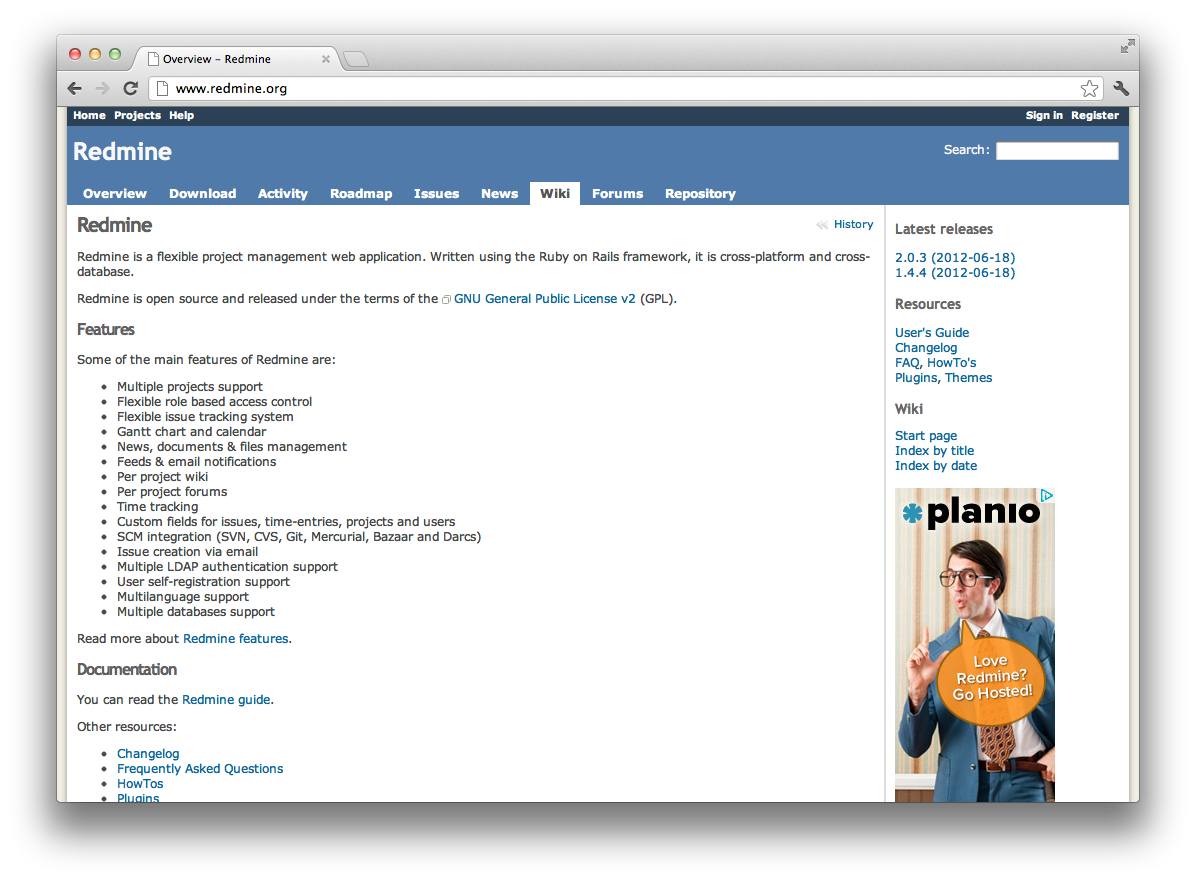 Overview – Redmine
www.redmine.org
Home Projects Help
Sign in Register
Redmine
Search:
Overview Download Activity Roadmap Issues News Wiki Forums Repository
Redmine
History
Redmine is a flexible project management web application. Written using the Ruby on Rails framework, it is cross-platform and cross-
database.
Redmine is open source and released under the terms of the GNU General Public License v2 (GPL).
Features
Some of the main features of Redmine are:
• Multiple projects support
• Flexible role based access control
• Flexible issue tracking system
• Gantt chart and calendar
• News, documents & files management
• Feeds & email notifications
• Per project wiki
• Per project forums
• Time tracking
• Custom fields for issues, time-entries, projects and users
• SCM integration (SVN, CVS, Git, Mercurial, Bazaar and Darcs)
• Issue creation via email
• Multiple LDAP authentication support
• User self-registration support
• Multilanguage support
• Multiple databases support
Read more about Redmine features.
Documentation
You can read the Redmine guide.
Other resources:
• Changelog
• Frequently Asked Questions
• HowTos
• Plugins
Latest releases
2.0.3 (2012-06-18)
1.4.4 (2012-06-18)
Resources
User's Guide
Changelog
FAQ, HowTo's
Plugins, Themes
Wiki
Start page
Index by title
Index by date
planio
Love
Redmine?
Go Hosted!